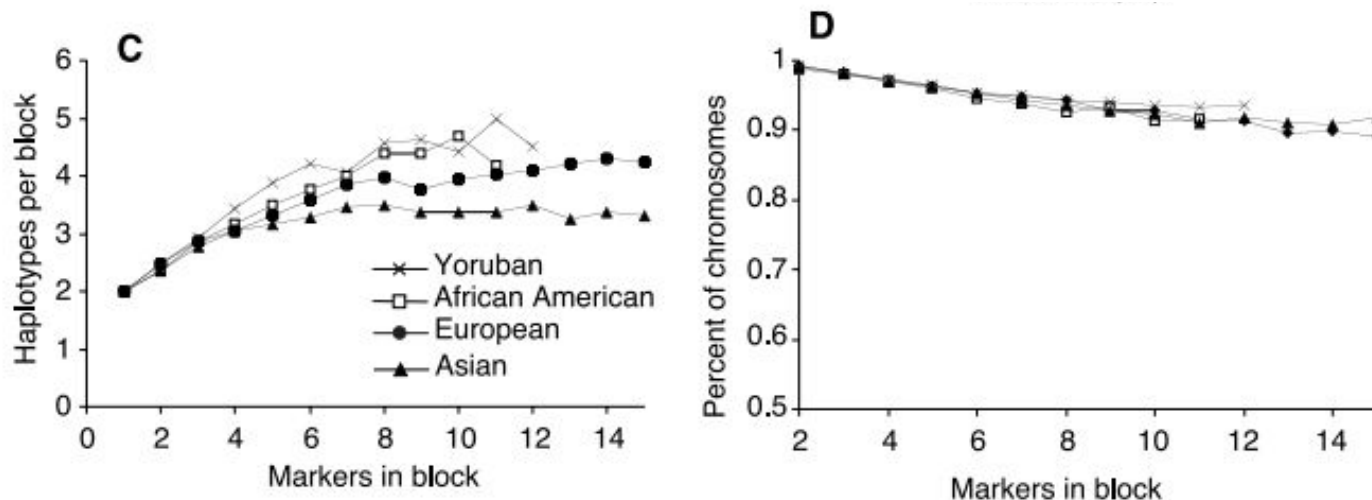 C
6
5
4
3
2
1
0
Haplotypes per block
Yoruban
African American
European
Asian
0 2 4 6 8 10 12 14
Markers in block
D
1
0.9
0.8
0.7
0.6
0.5
Percent of chromosomes
2 4 6 8 10 12 14
Markers in block